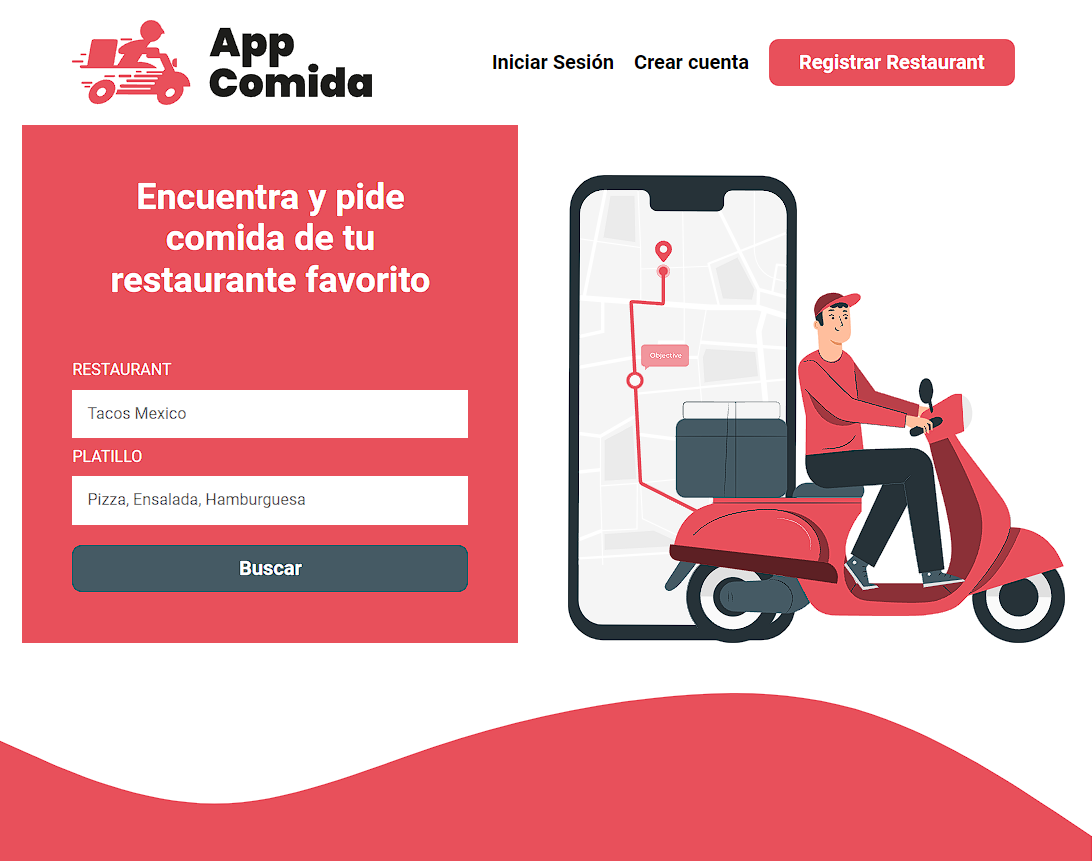 App
Comida
Iniciar Sesión
Crear cuenta
Registrar Restaurant
Encuentra y pide
comida de tu
restaurante favorito
RESTAURANT
Tacos Mexico
PLATILLO
Pizza, Ensalada, Hamburguesa
Buscar
Objective